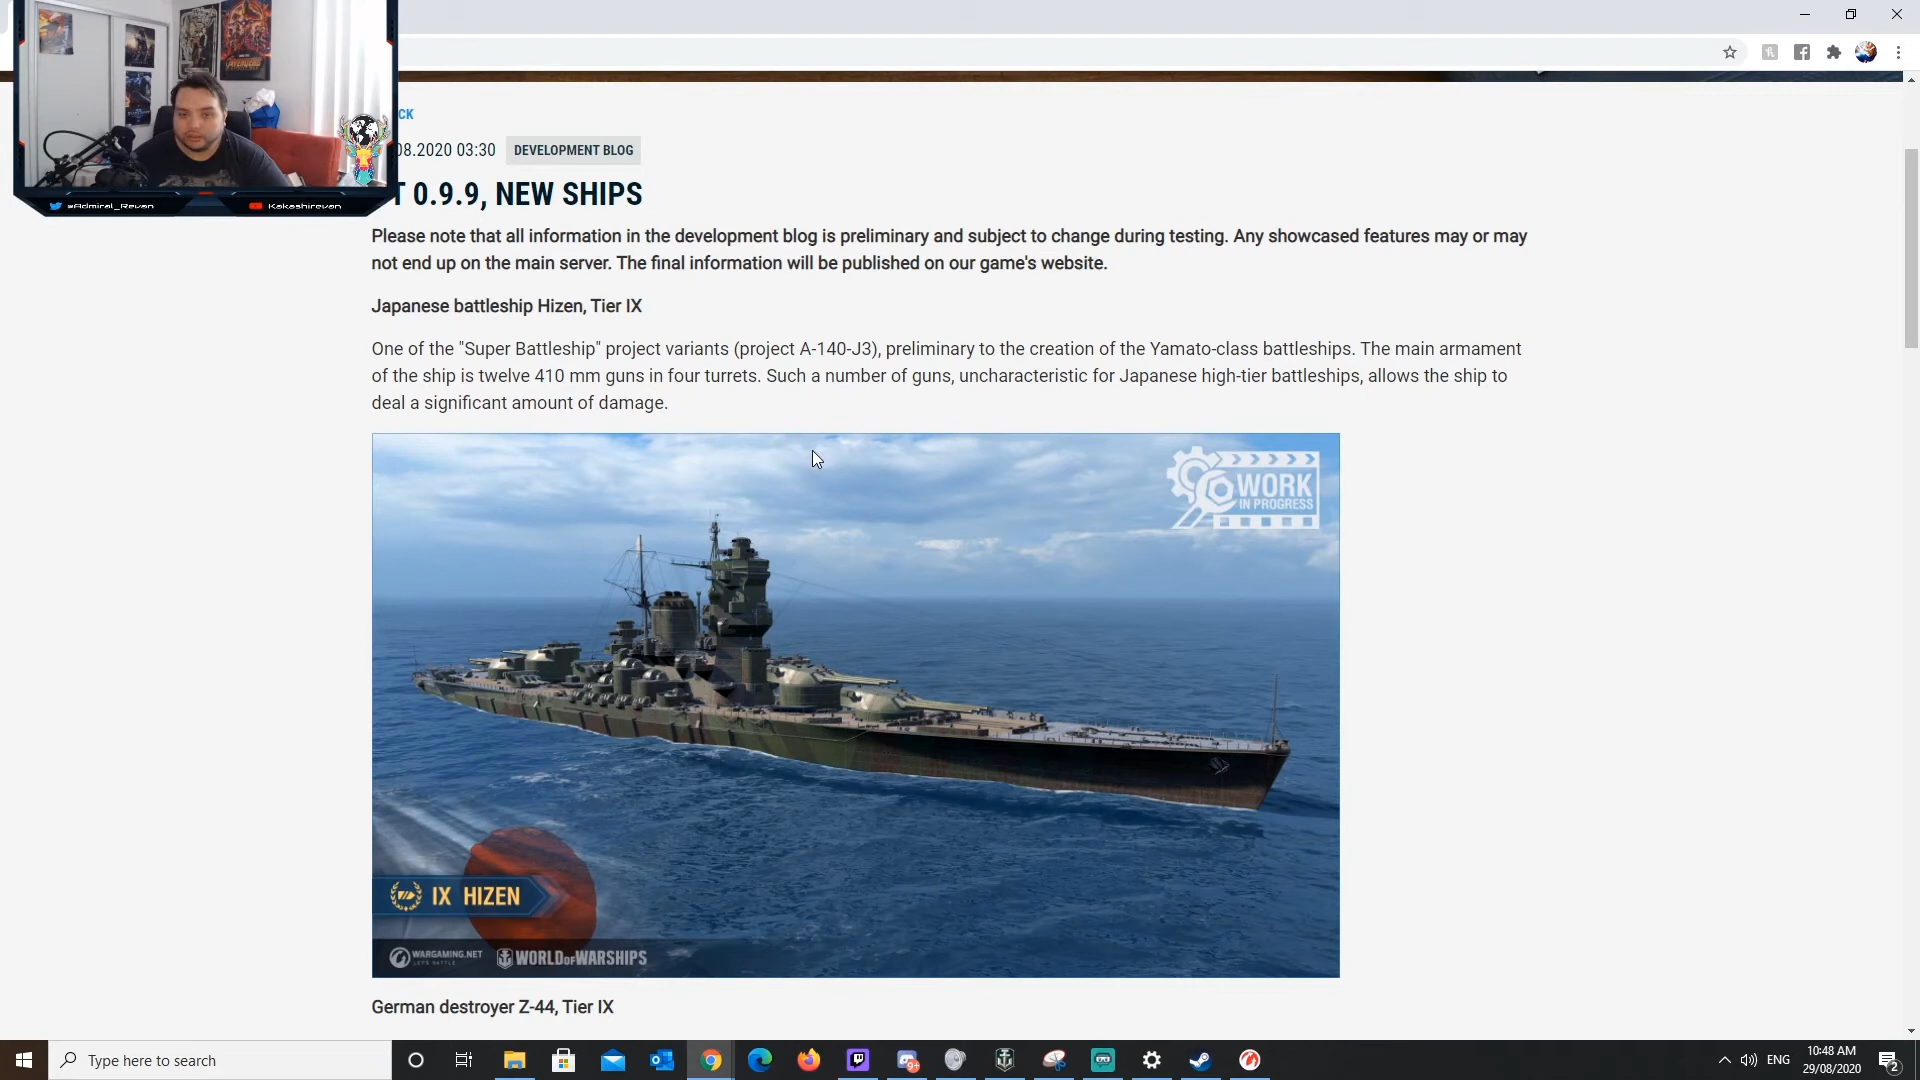 CK
08.2020 03:30 DEVELOPMENT BLOG
T 0.9.9, NEW SHIPS
@Admiral_Revan Kakashirevan
Please note that all information in the development blog is preliminary and subject to change during testing. Any showcased features may or may
not end up on the main server. The final information will be published on our game's website.
Japanese battleship Hizen, Tier IX
One of the "Super Battleship" project variants (project A-140-J3), preliminary to the creation of the Yamato-class battleships. The main armament
of the ship is twelve 410 mm guns in four turrets. Such a number of guns, uncharacteristic for Japanese high-tier battleships, allows the ship to
deal a significant amount of damage.
WORK
IN PROGRESS
IX HIZEN
WARGAMING.NET
LET'S BATTLE
WORLD OF WARSHIPS
German destroyer Z-44, Tier IX
Type here to search
9+
ENG
10:48 AM
29/08/2020
2